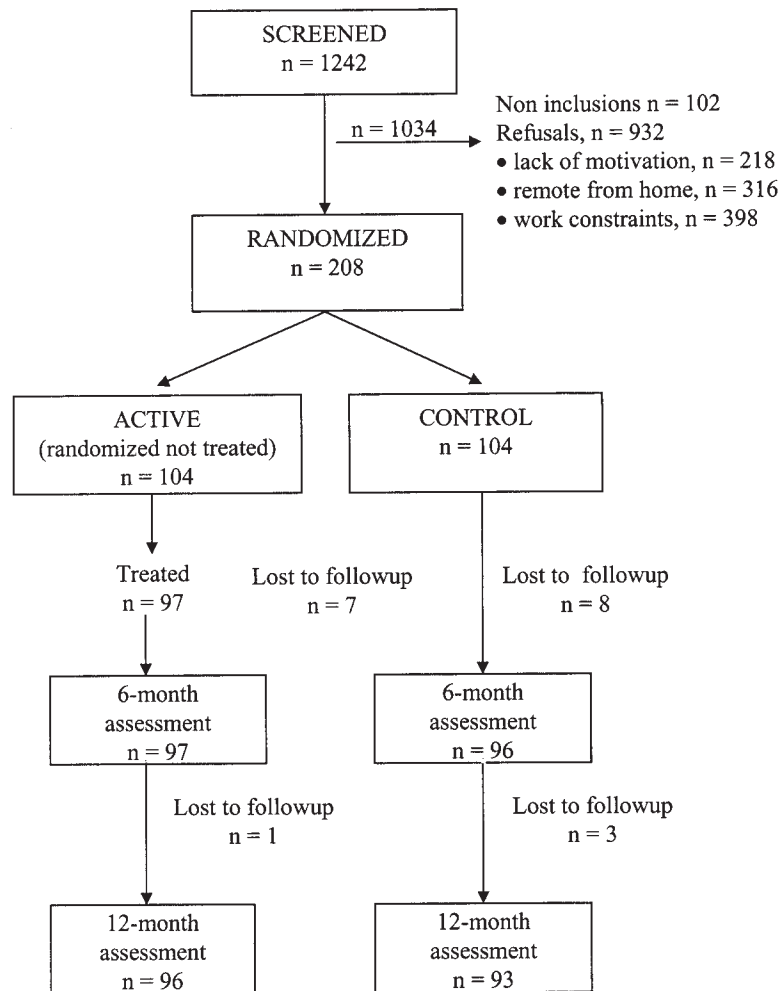 SCREENED
n = 1242
n = 1034
Non inclusions n = 102
Refusals, n = 932
• lack of motivation, n = 218
• remote from home, n = 316
• work constraints, n = 398
RANDOMIZED
n = 208
ACTIVE
(randomized not treated)
n = 104
CONTROL
n = 104
Treated
n = 97
Lost to followup
n = 7
Lost to followup
n = 8
6-month
assessment
n = 97
6-month
assessment
n = 96
Lost to followup
n = 1
Lost to followup
n = 3
12-month
assessment
n = 96
12-month
assessment
n = 93